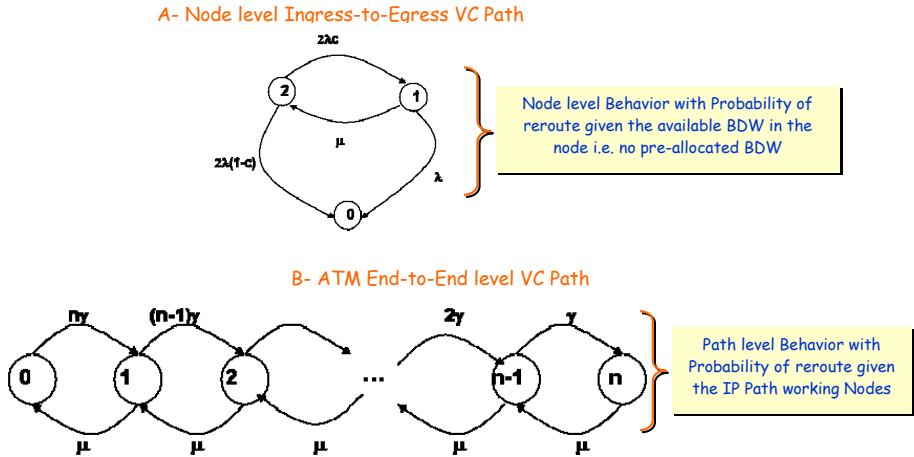 A- Node level Ingress-to-Egress VC Path
2λc
2
1
μ
2λ(1-c)
λ
0
Node level Behavior with Probability of
reroute given the available BDW in the
node i.e. no pre-allocated BDW
B- ATM End-to-End level VC Path
nγ
(n-1)γ
2γ
γ
0
1
2
...
n-1
n
μ
μ
μ
μ
μ
Path level Behavior with
Probability of reroute given
the IP Path working Nodes